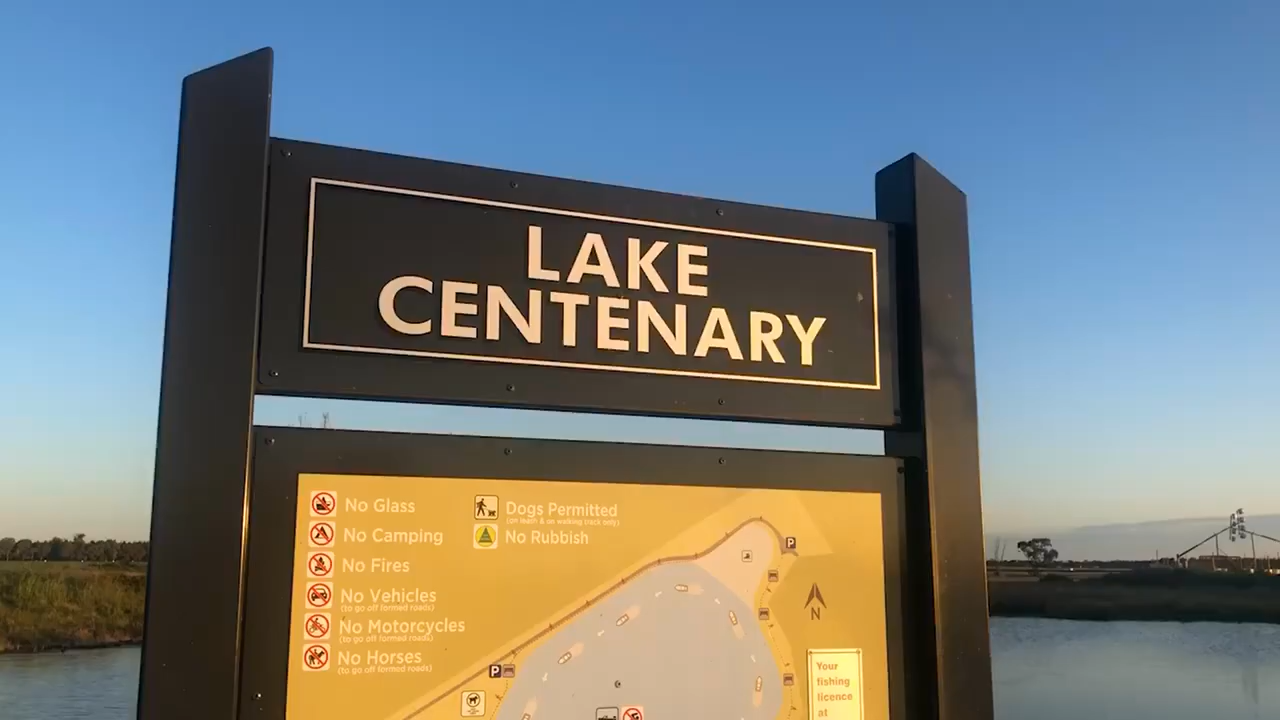 LAKE
CENTENARY
No Glass
No Camping
No Fires
No Vehicles
(to go off formed roads)
No Motorcycles
(to go off formed roads)
No Horses
(to go off formed roads)
Dogs Permitted
(on leash & on walking track only)
No Rubbish
P
N
P
Your
fishing
licence
at